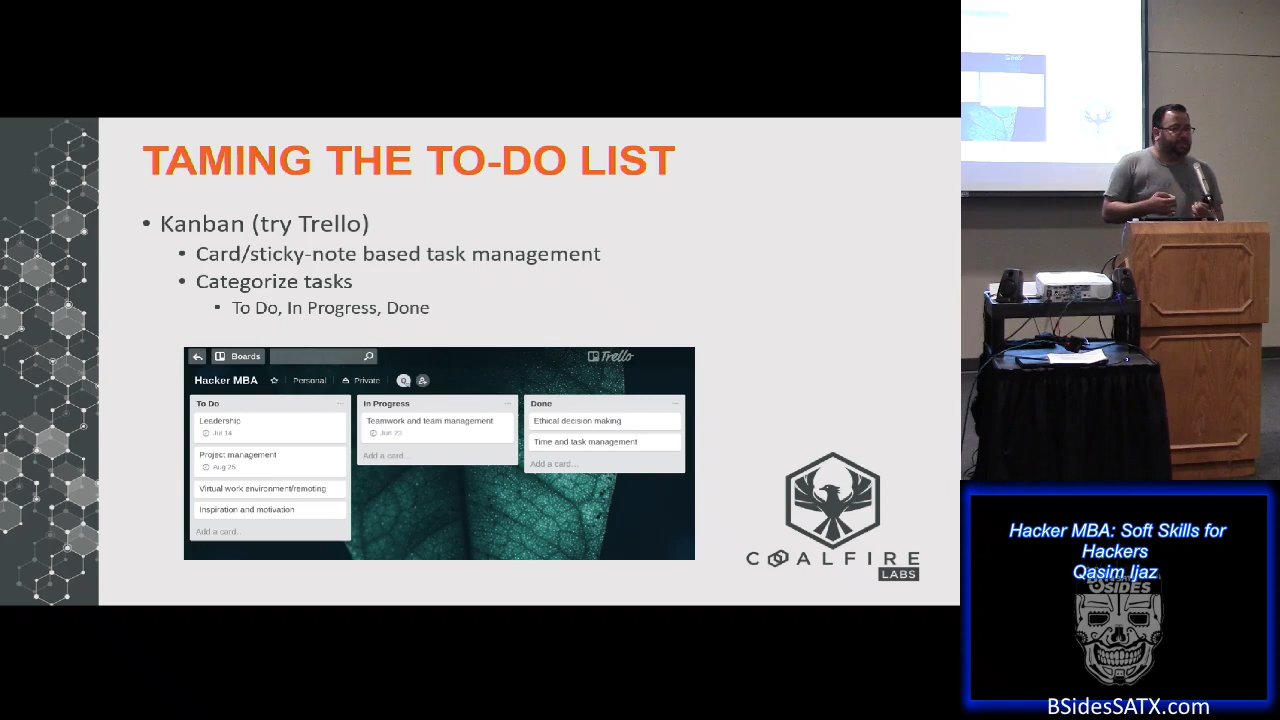 TAMING THE TO-DO LIST
• Kanban (try Trello)
• Card/sticky-note based task management
• Categorize tasks
• To Do, In Progress, Done
Boards
Trello
Hacker MBA
Personal
Private
To Do
Leadership
Jul 14
Project management
Aug 25
Virtual work environment/remoting
Inspiration and motivation
Add a card...
In Progress
Teamwork and team management
Jun 23
Add a card...
Done
Ethical decision making
Time and task management
Add a card...
COALFIRE
LABS
Hacker MBA: Soft Skills for
Hackers
Qasim Ijaz
BSIDES
BSidesSATX.com